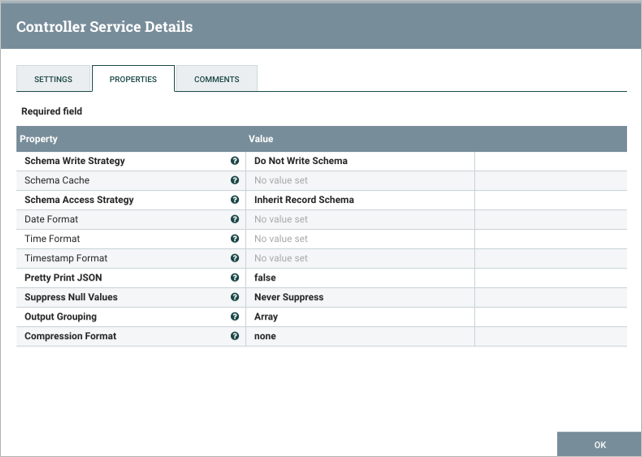 Controller Service Details
SETTINGS PROPERTIES COMMENTS
Required field
Property Value
Schema Write Strategy ? Do Not Write Schema
Schema Cache ? No value set
Schema Access Strategy ? Inherit Record Schema
Date Format ? No value set
Time Format ? No value set
Timestamp Format ? No value set
Pretty Print JSON ? false
Suppress Null Values ? Never Suppress
Output Grouping ? Array
Compression Format ? none
OK